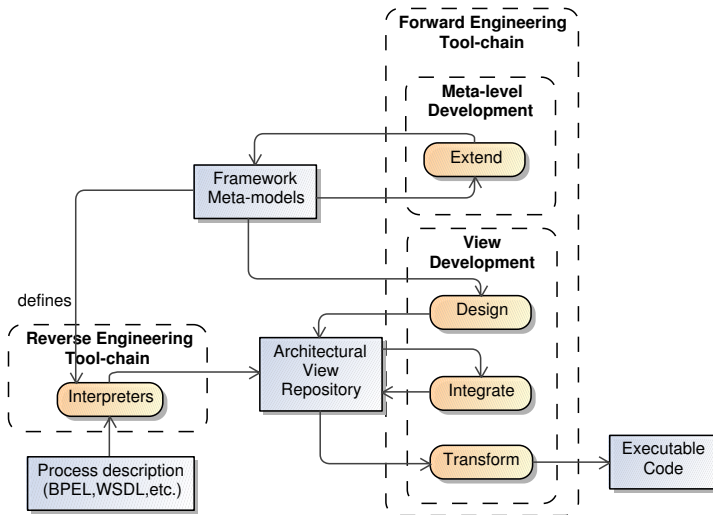 Forward Engineering
Tool-chain
Meta-level
Development
Extend
Framework
Meta-models
View
Development
defines
Design
Reverse Engineering
Tool-chain
Architectural
View
Repository
Interpreters
Integrate
Transform
Executable
Code
Process description
(BPEL,WSDL,etc.)